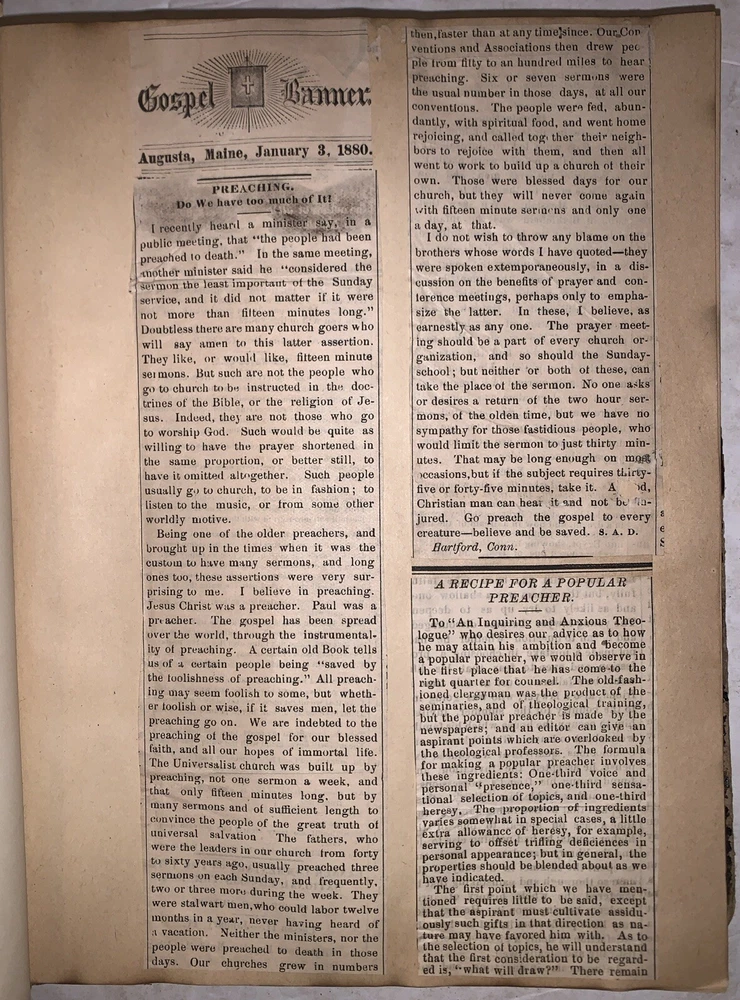 Gospel Banner.
Augusta, Maine, January 3, 1880.
PREACHING.
Do We have too much of It?
I recently heard a minister say, in a
public meeting, that "the people had been
preached to death." In the same meeting,
another minister said he "considered the
sermon the least important of the Sunday
service, and it did not matter if it were
not more than fifteen minutes long."
Doubtless there are many church goers who
will say amen to this latter assertion.
They like, or would like, fifteen minute
sermons. But such are not the people who
go to church to be instructed in the doc-
trines of the Bible, or the religion of Je-
sus. Indeed, they are not those who go
to worship God. Such would be quite as
willing to have the prayer shortened in
the same proportion, or better still, to
have it omitted altogether. Such people
usually go to church, to be in fashion; to
listen to the music, or from some other
worldly motive.
Being one of the older preachers, and
brought up in the times when it was the
custom to have many sermons, and long
ones too, these assertions were very sur-
prising to me. I believe in preaching.
Jesus Christ was a preacher. Paul was a
preacher. The gospel has been spread
over the world, through the instrumental-
ity of preaching. A certain old Book tells
us of a certain people being "saved by
the foolishness of preaching." All preach-
ing may seem foolish to some, but wheth-
er foolish or wise, if it saves men, let the
preaching go on. We are indebted to the
preaching of the gospel for our blessed
faith, and all our hopes of immortal life.
The Universalist church was built up by
preaching, not one sermon a week, and
that only fifteen minutes long, but by
many sermons and of sufficient length to
convince the people of the great truth of
universal salvation The fathers, who
were the leaders in our church from forty
to sixty years ago, usually preached three
sermons on each Sunday, and frequently,
two or three more during the week. They
were stalwart men, who could labor twelve
months in a year, never having heard of
a vacation. Neither the ministers, nor the
people were preached to death in those
days. Our churches grew in numbers
then, faster than at any time since. Our Con
ventions and Associations then drew peo
ple from fifty to an hundred miles to hear
preaching. Six or seven sermons were
the usual number in those days, at all our
conventions. The people were fed, abun-
dantly, with spiritual food, and went home
rejoicing, and called together their neigh-
bors to rejoice with them, and then all
went to work to build up a church of their
own. Those were blessed days for our
church, but they will never come again
with fifteen minute sermons and only one
a day, at that.
I do not wish to throw any blame on the
brothers whose words I have quoted—they
were spoken extemporaneously, in a dis-
cussion on the benefits of prayer and con-
ference meetings, perhaps only to empha-
size the latter. In these, I believe, as
earnestly as any one. The prayer meet-
ing should be a part of every church or-
ganization, and so should the Sunday-
school; but neither or both of these, can
take the place of the sermon. No one asks
or desires a return of the two hour ser-
mons, of the olden time, but we have no
sympathy for those fastidious people, who
would limit the sermon to just thirty min-
utes. That may be long enough on most
occasions, but if the subject requires thirty-
five or forty-five minutes, take it. A
Christian man can hear it and not be in-
jured. Go preach the gospel to every
creature—believe and be saved. S. A. D.
Hartford, Conn.
A RECIPE FOR A POPULAR
PREACHER.
To "An Inquiring and Anxious Theo-
logue" who desires our advice as to how
he may attain his ambition and become
a popular preacher, we would observe in
the first place that he has come to the
right quarter for counsel. The old-fash-
ioned clergyman was the product of the
seminaries, and of theological training,
but the popular preacher is made by the
newspapers; and an editor can give an
aspirant points which are overlooked by
the theological professors. The formula
for making a popular preacher involves
these ingredients: One-third voice and
personal "presence," one-third sensa-
tional selection of topics, and one-third
heresy. The proportion of ingredients
varies somewhat in special cases, a little
extra allowance of heresy, for example,
serving to offset trifling deficiences in
personal appearance; but in general, the
properties should be blended about as we
have indicated.
The first point which we have men-
tioned requires little to be said, except
that the aspirant must cultivate assidu-
ously such gifts in that direction as na-
ture may have favored him with. As to
the selection of topics, he will understand
that the first consideration to be regard-
ed is, "what will draw?" There remain